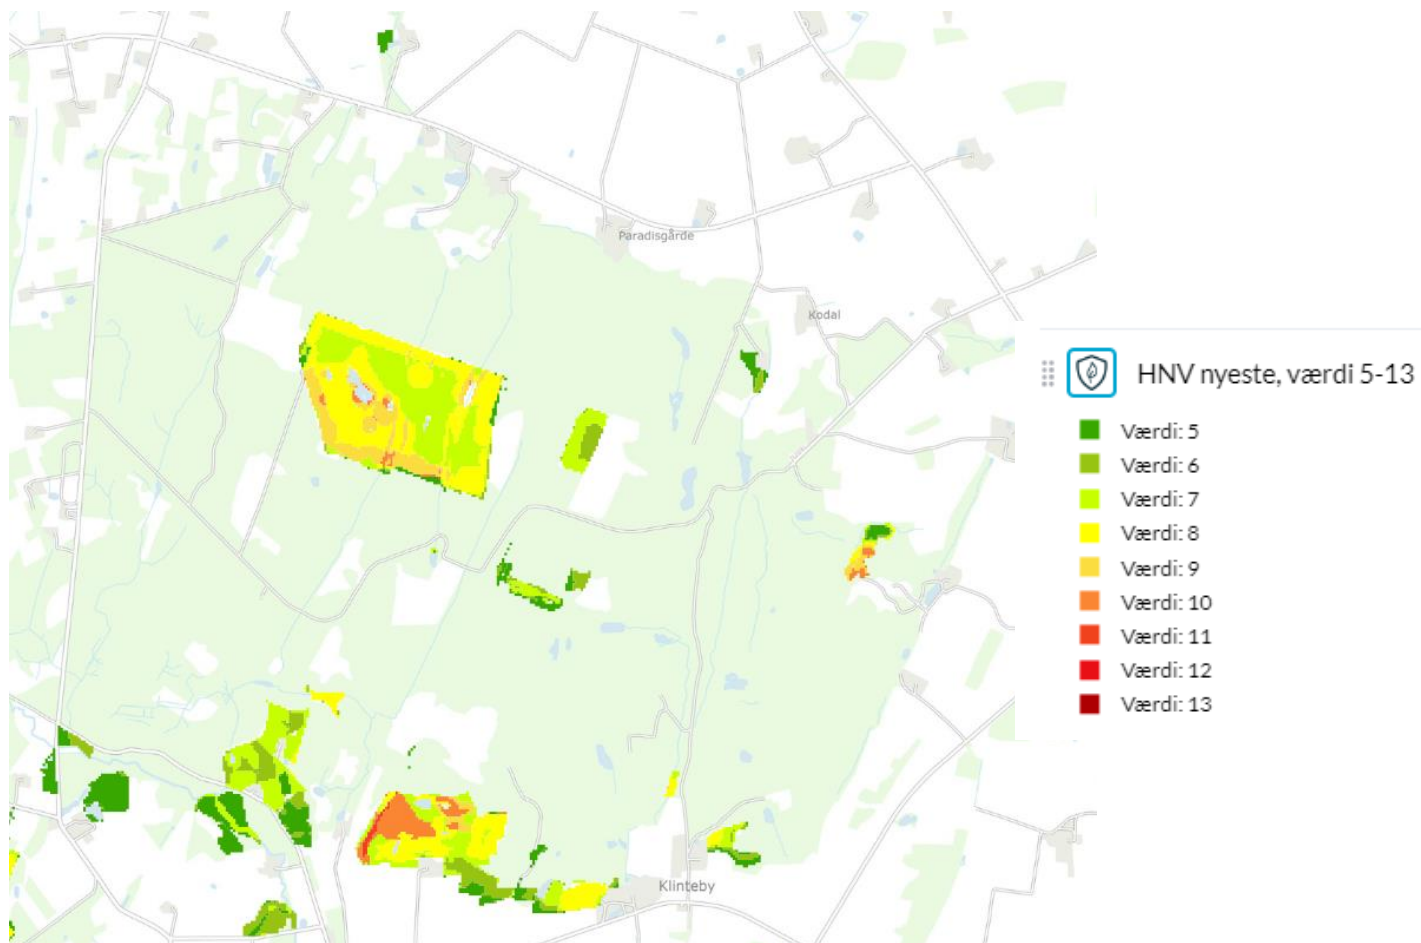 Paradisgårde
Kodal
Klinteby
HNV nyeste, værdi 5-13
Værdi: 5
Værdi: 6
Værdi: 7
Værdi: 8
Værdi: 9
Værdi: 10
Værdi: 11
Værdi: 12
Værdi: 13